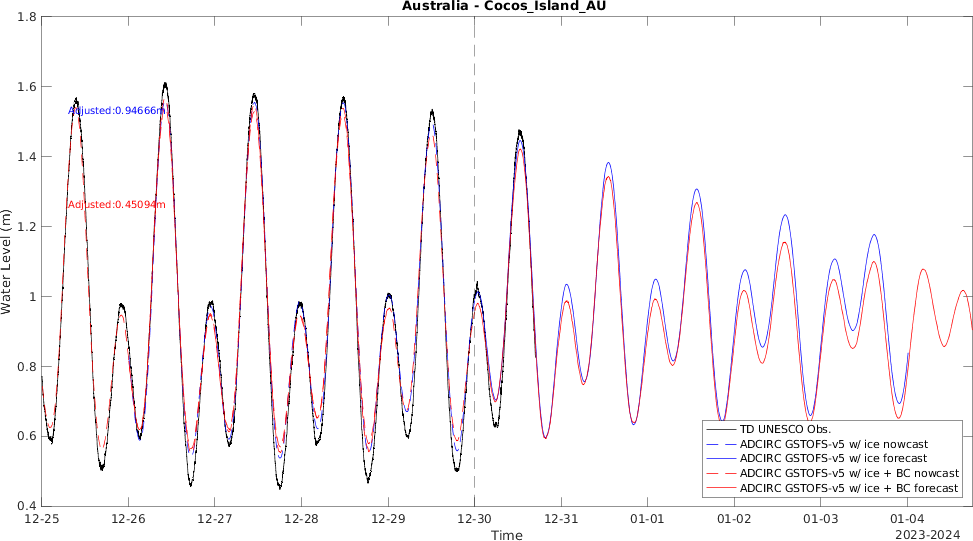 Australia - Cocos_Island_AU
1.8
1.6
1.4
1.2
1
0.8
0.6
0.4
Water Level (m)
Adjusted:0.94666m
Adjusted:0.45094m
TD UNESCO Obs.
ADCIRC GSTOFS-v5 w/ ice nowcast
ADCIRC GSTOFS-v5 w/ ice forecast
ADCIRC GSTOFS-v5 w/ ice + BC nowcast
ADCIRC GSTOFS-v5 w/ ice + BC forecast
12-25 12-26 12-27 12-28 12-29 12-30 12-31 01-01 01-02 01-03 01-04
Time
2023-2024